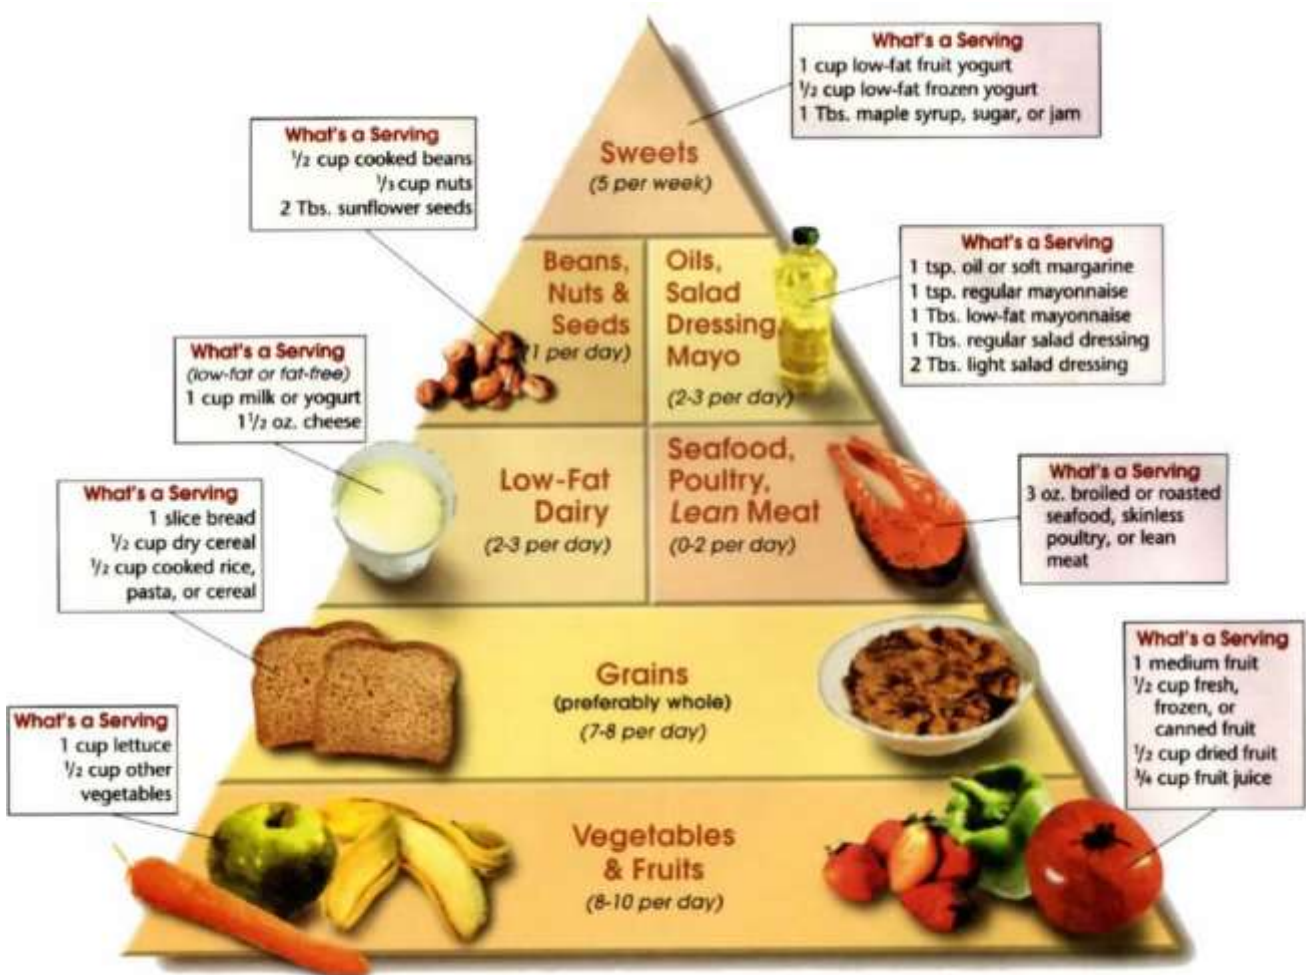 What's a Serving
1 cup low-fat fruit yogurt
½ cup low-fat frozen yogurt
1 Tbs. maple syrup, sugar, or jam
Sweets
(5 per week)
What's a Serving
½ cup cooked beans
⅓ cup nuts
2 Tbs. sunflower seeds
Beans,
Nuts &
Seeds
(1 per day)
Oils,
Salad
Dressing,
Mayo
(2-3 per day)
What's a Serving
1 tsp. oil or soft margarine
1 tsp. regular mayonnaise
1 Tbs. low-fat mayonnaise
1 Tbs. regular salad dressing
2 Tbs. light salad dressing
What's a Serving
(low-fat or fat-free)
1 cup milk or yogurt
1½ oz. cheese
Low-Fat
Dairy
(2-3 per day)
Seafood,
Poultry,
Lean Meat
(0-2 per day)
What's a Serving
3 oz. broiled or roasted
seafood, skinless
poultry, or lean
meat
What's a Serving
1 slice bread
½ cup dry cereal
½ cup cooked rice,
pasta, or cereal
Grains
(preferably whole)
(7-8 per day)
What's a Serving
1 cup lettuce
½ cup other
vegetables
Vegetables
& Fruits
(8-10 per day)
What's a Serving
1 medium fruit
½ cup fresh,
frozen, or
canned fruit
½ cup dried fruit
¾ cup fruit juice